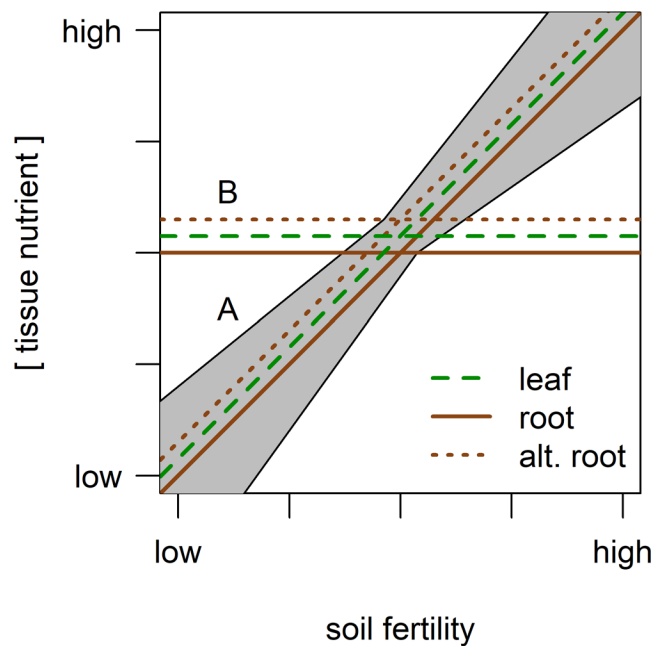 high
[ tissue nutrient ]
B
A
leaf
root
alt. root
low
low
high
soil fertility